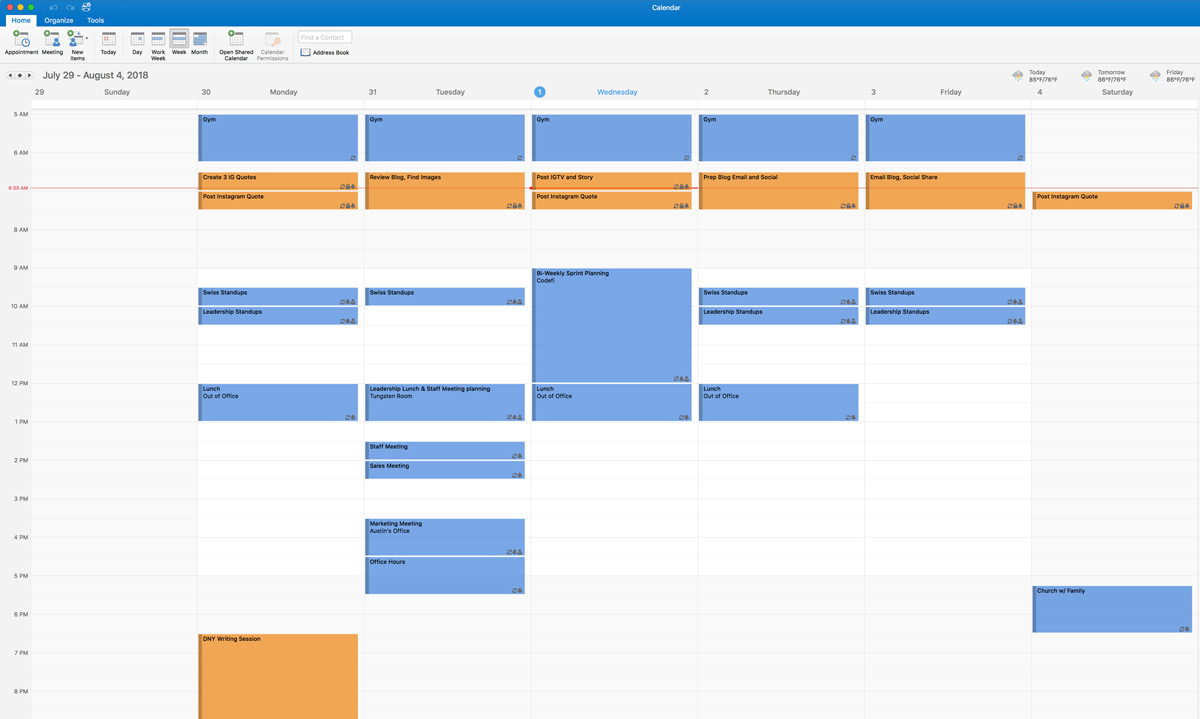 Calendar
Home Organize Tools
Appointment Meeting New Items Today Day Work Week Week Month Open Shared Calendar Calendar Permissions
Find a Contact
Address Book
July 29 - August 4, 2018
Today 85°F/76°F
Tomorrow 86°F/76°F
Friday 86°F/76°F
29 Sunday 30 Monday 31 Tuesday 1 Wednesday 2 Thursday 3 Friday 4 Saturday
5 AM
Gym Gym Gym Gym Gym
6 AM
Create 3 IG Quotes Review Blog, Find Images Post IGTV and Story Prep Blog Email and Social Email Blog, Social Share
6:55 AM
Post Instagram Quote Post Instagram Quote Post Instagram Quote
8 AM
9 AM
Bi-Weekly Sprint Planning
Codefi
Swiss Standups Swiss Standups Swiss Standups Swiss Standups
10 AM
Leadership Standups Leadership Standups Leadership Standups
11 AM
12 PM
Lunch Leadership Lunch & Staff Meeting planning Lunch Lunch
Out of Office Tungsten Room Out of Office Out of Office
1 PM
Staff Meeting
2 PM
Sales Meeting
3 PM
Marketing Meeting
Austin's Office
4 PM
Office Hours
5 PM
Church w/ Family
6 PM
DNY Writing Session
7 PM
8 PM